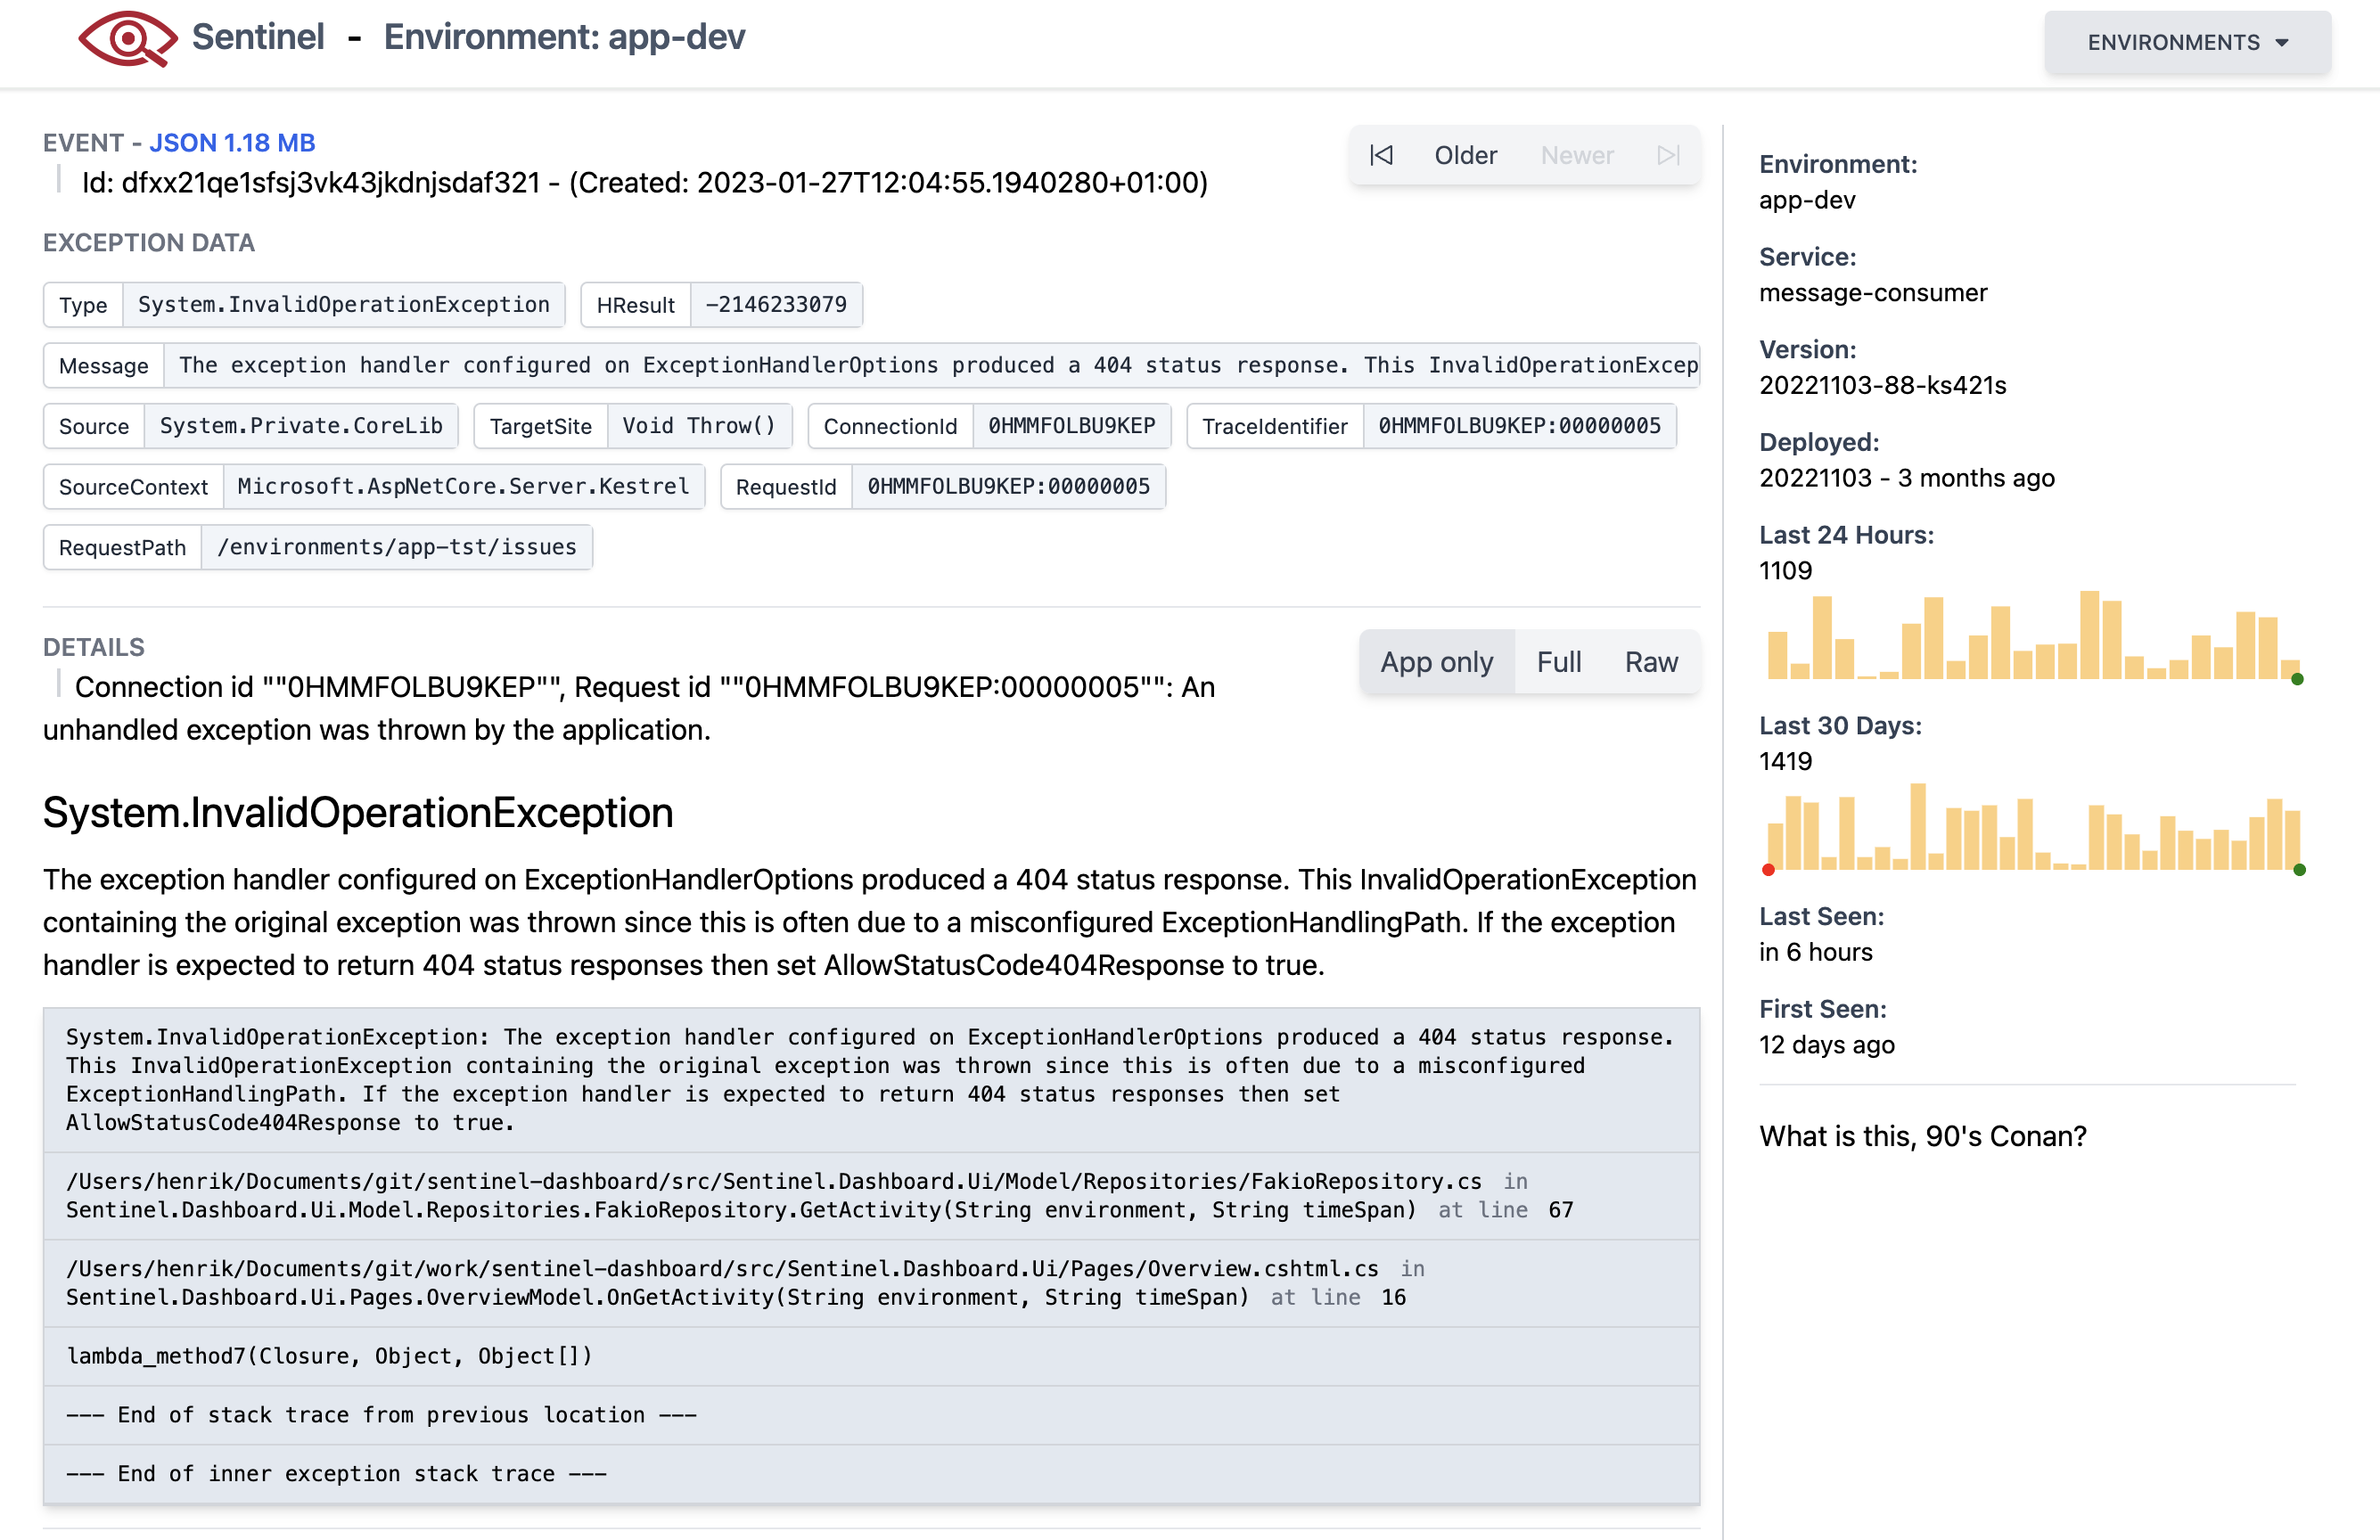 Sentinel - Environment: app-dev
ENVIRONMENTS
EVENT - JSON 1.18 MB
Id: dfxx21qe1sfsj3vk43jkdnjsdaf321 - (Created: 2023-01-27T12:04:55.1940280+01:00)
Older Newer
EXCEPTION DATA
Type System.InvalidOperationException HResult -2146233079
Message The exception handler configured on ExceptionHandlerOptions produced a 404 status response. This InvalidOperationExcep
Source System.Private.CoreLib TargetSite Void Throw() ConnectionId 0HMMFOLBU9KEP TraceIdentifier 0HMMFOLBU9KEP:00000005
SourceContext Microsoft.AspNetCore.Server.Kestrel RequestId 0HMMFOLBU9KEP:00000005
RequestPath /environments/app-tst/issues
DETAILS
App only Full Raw
Connection id ""0HMMFOLBU9KEP"", Request id ""0HMMFOLBU9KEP:00000005"": An
unhandled exception was thrown by the application.
System.InvalidOperationException
The exception handler configured on ExceptionHandlerOptions produced a 404 status response. This InvalidOperationException
containing the original exception was thrown since this is often due to a misconfigured ExceptionHandlingPath. If the exception
handler is expected to return 404 status responses then set AllowStatusCode404Response to true.
System.InvalidOperationException: The exception handler configured on ExceptionHandlerOptions produced a 404 status response.
This InvalidOperationException containing the original exception was thrown since this is often due to a misconfigured
ExceptionHandlingPath. If the exception handler is expected to return 404 status responses then set
AllowStatusCode404Response to true.
/Users/henrik/Documents/git/sentinel-dashboard/src/Sentinel.Dashboard.Ui/Model/Repositories/FakioRepository.cs in
Sentinel.Dashboard.Ui.Model.Repositories.FakioRepository.GetActivity(String environment, String timeSpan) at line 67
/Users/henrik/Documents/git/work/sentinel-dashboard/src/Sentinel.Dashboard.Ui/Pages/Overview.cshtml.cs in
Sentinel.Dashboard.Ui.Pages.OverviewModel.OnGetActivity(String environment, String timeSpan) at line 16
lambda_method7(Closure, Object, Object[])
--- End of stack trace from previous location ---
--- End of inner exception stack trace ---
Environment:
app-dev
Service:
message-consumer
Version:
20221103-88-ks421s
Deployed:
20221103 - 3 months ago
Last 24 Hours:
1109
Last 30 Days:
1419
Last Seen:
in 6 hours
First Seen:
12 days ago
What is this, 90's Conan?